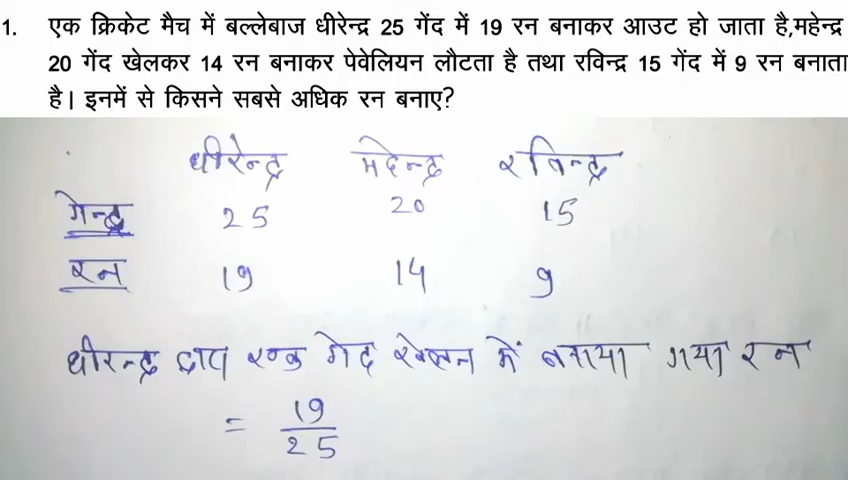 1. एक क्रिकेट मैच में बल्लेबाज धीरेन्द्र 25 गेंद में 19 रन बनाकर आउट हो जाता है,महेन्द्र
20 गेंद खेलकर 14 रन बनाकर पेवेलियन लौटता है तथा रविन्द्र 15 गेंद में 9 रन बनाता
है। इनमें से किसने सबसे अधिक रन बनाए?
धीरेन्द्र महेन्द्र रविन्द्र
गेन्द 25 20 15
रन 19 14 9
धीरेन्द्र द्वारा एक गेंद खेलन में बनाया गया रन
= 19/25